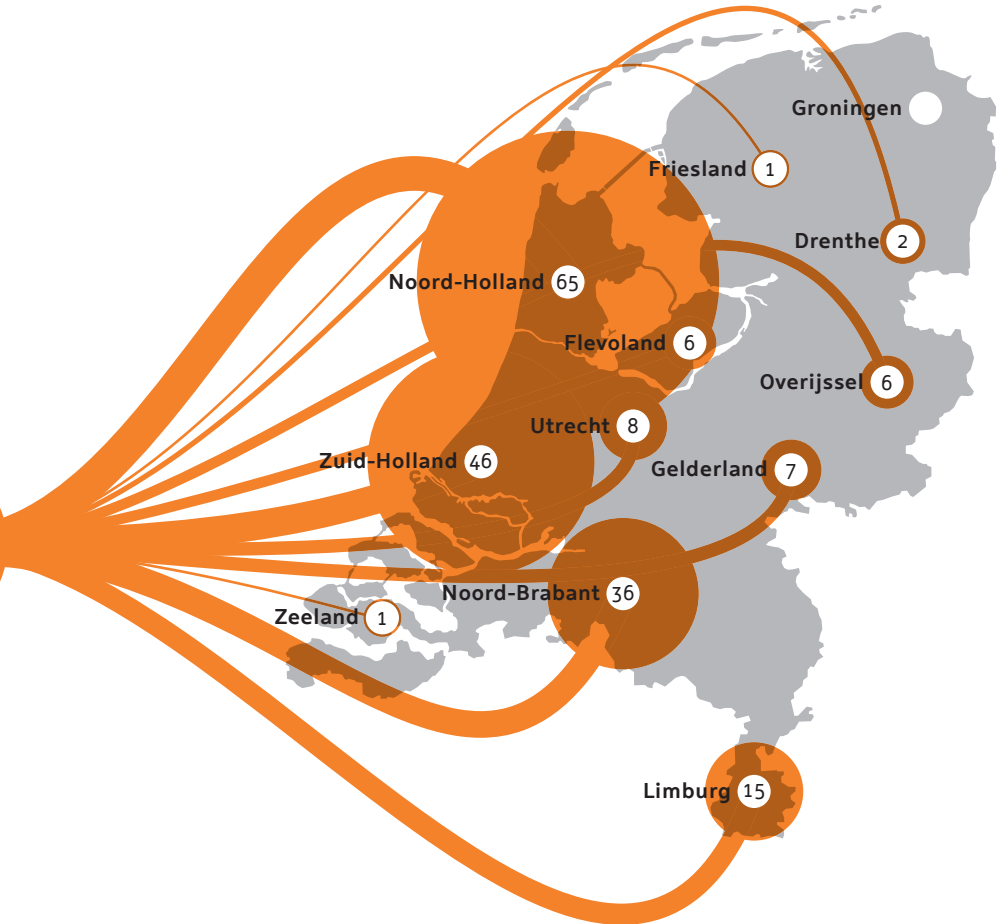 Groningen
Friesland 1
Drenthe 2
Noord-Holland 65
Flevoland 6
Overijssel 6
Utrecht 8
Zuid-Holland 46
Gelderland 7
Noord-Brabant 36
Zeeland 1
Limburg 15